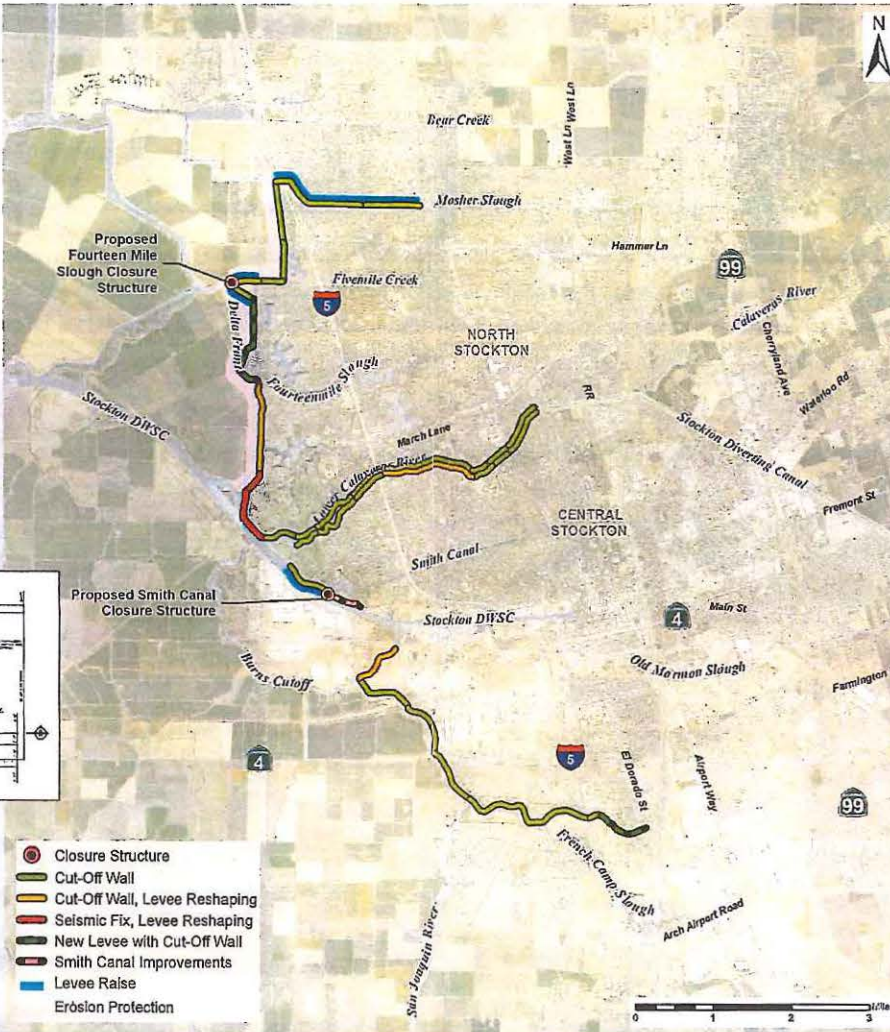 N
Bear Creek
West Ln
West Ln
Mosher Slough
Hammer Ln
Proposed
Fourteen Mile
Slough Closure
Structure
99
Fivemile Creek
5
Calaveras River
Cherryland Ave
Delta Front
NORTH
STOCKTON
Waterloo Rd
Fourteenmile Slough
RR
Stockton DWSC
March Lane
Stockton Diverting Canal
Lower Calaveras River
Fremont St
CENTRAL
STOCKTON
Smith Canal
Proposed Smith Canal
Closure Structure
Main St
Stockton DWSC
4
Old Mormon Slough
Burns Cutoff
Farmington
4
5
El Dorado St
Airport Way
99
French Camp Slough
Arch Airport Road
San Joaquin River
Closure Structure
Cut-Off Wall
Cut-Off Wall, Levee Reshaping
Seismic Fix, Levee Reshaping
New Levee with Cut-Off Wall
Smith Canal Improvements
Levee Raise
Erosion Protection
0 1 2 3 Miles